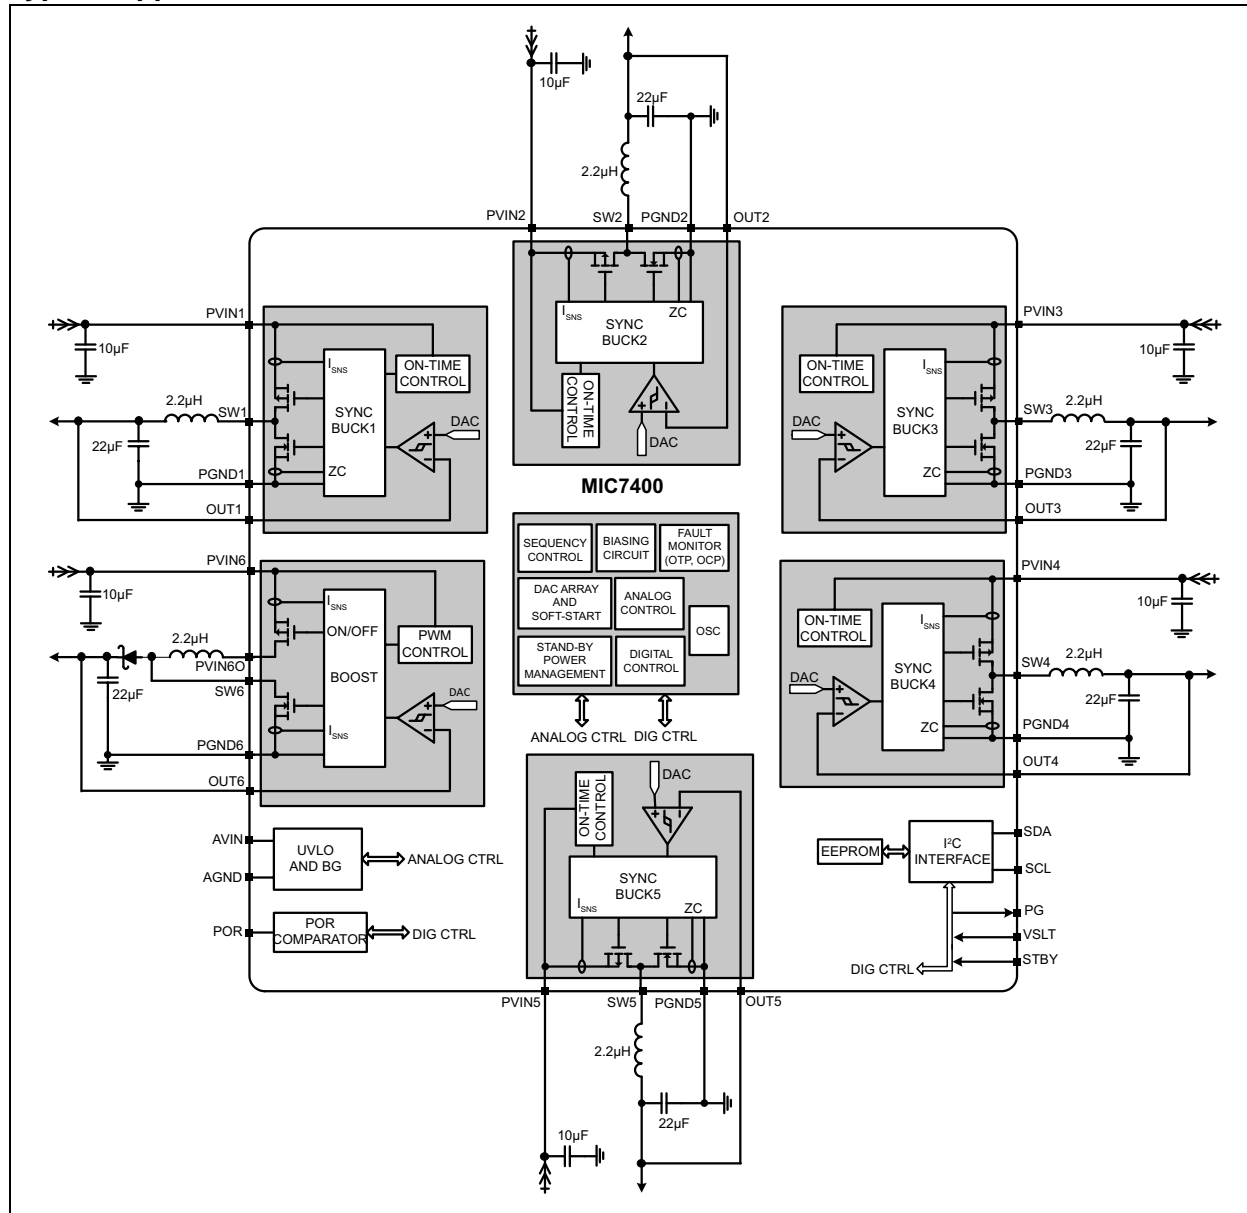 10µF
22µF
2.2µH
PVIN2
SW2
PGND2
OUT2
I_SNS
SYNC
BUCK2
ZC
ON-TIME
CONTROL
DAC
MIC7400
PVIN1
10µF
I_SNS
SYNC
BUCK1
ON-TIME
CONTROL
2.2µH
SW1
DAC
22µF
ZC
PGND1
OUT1
PVIN3
10µF
ON-TIME
CONTROL
I_SNS
SYNC
BUCK3
2.2µH
SW3
DAC
22µF
ZC
PGND3
OUT3
SEQUENCY
CONTROL
BIASING
CIRCUIT
FAULT
MONITOR
(OTP, OCP)
DAC ARRAY
AND
SOFT-START
ANALOG
CONTROL
OSC
STAND-BY
POWER
MANAGEMENT
DIGITAL
CONTROL
ANALOG CTRL
DIG CTRL
PVIN6
10µF
I_SNS
ON/OFF
PWM
CONTROL
2.2µH
PVIN6O
BOOST
SW6
22µF
DAC
I_SNS
PGND6
OUT6
PVIN4
10µF
ON-TIME
CONTROL
I_SNS
SYNC
BUCK4
2.2µH
SW4
DAC
22µF
ZC
PGND4
OUT4
DAC
ON-TIME
CONTROL
SYNC
BUCK5
I_SNS
ZC
PVIN5
SW5
PGND5
OUT5
2.2µH
22µF
10µF
AVIN
UVLO
AND BG
ANALOG CTRL
AGND
POR
POR
COMPARATOR
DIG CTRL
EEPROM
I²C
INTERFACE
SDA
SCL
PG
VSLT
STBY
DIG CTRL